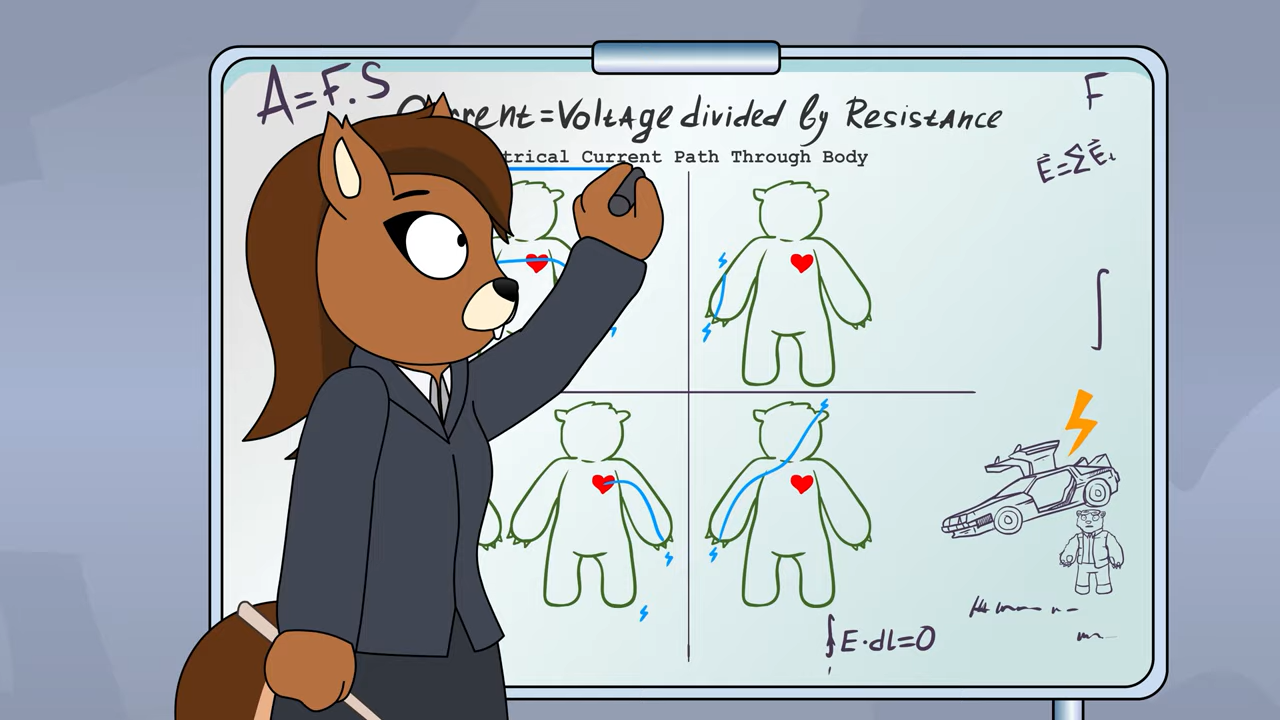 A=F.S
Current=Voltage divided by Resistance
F
trical Current Path Through Body
E⃗=∑E⃗ᵢ
∫
∫E·dl=0